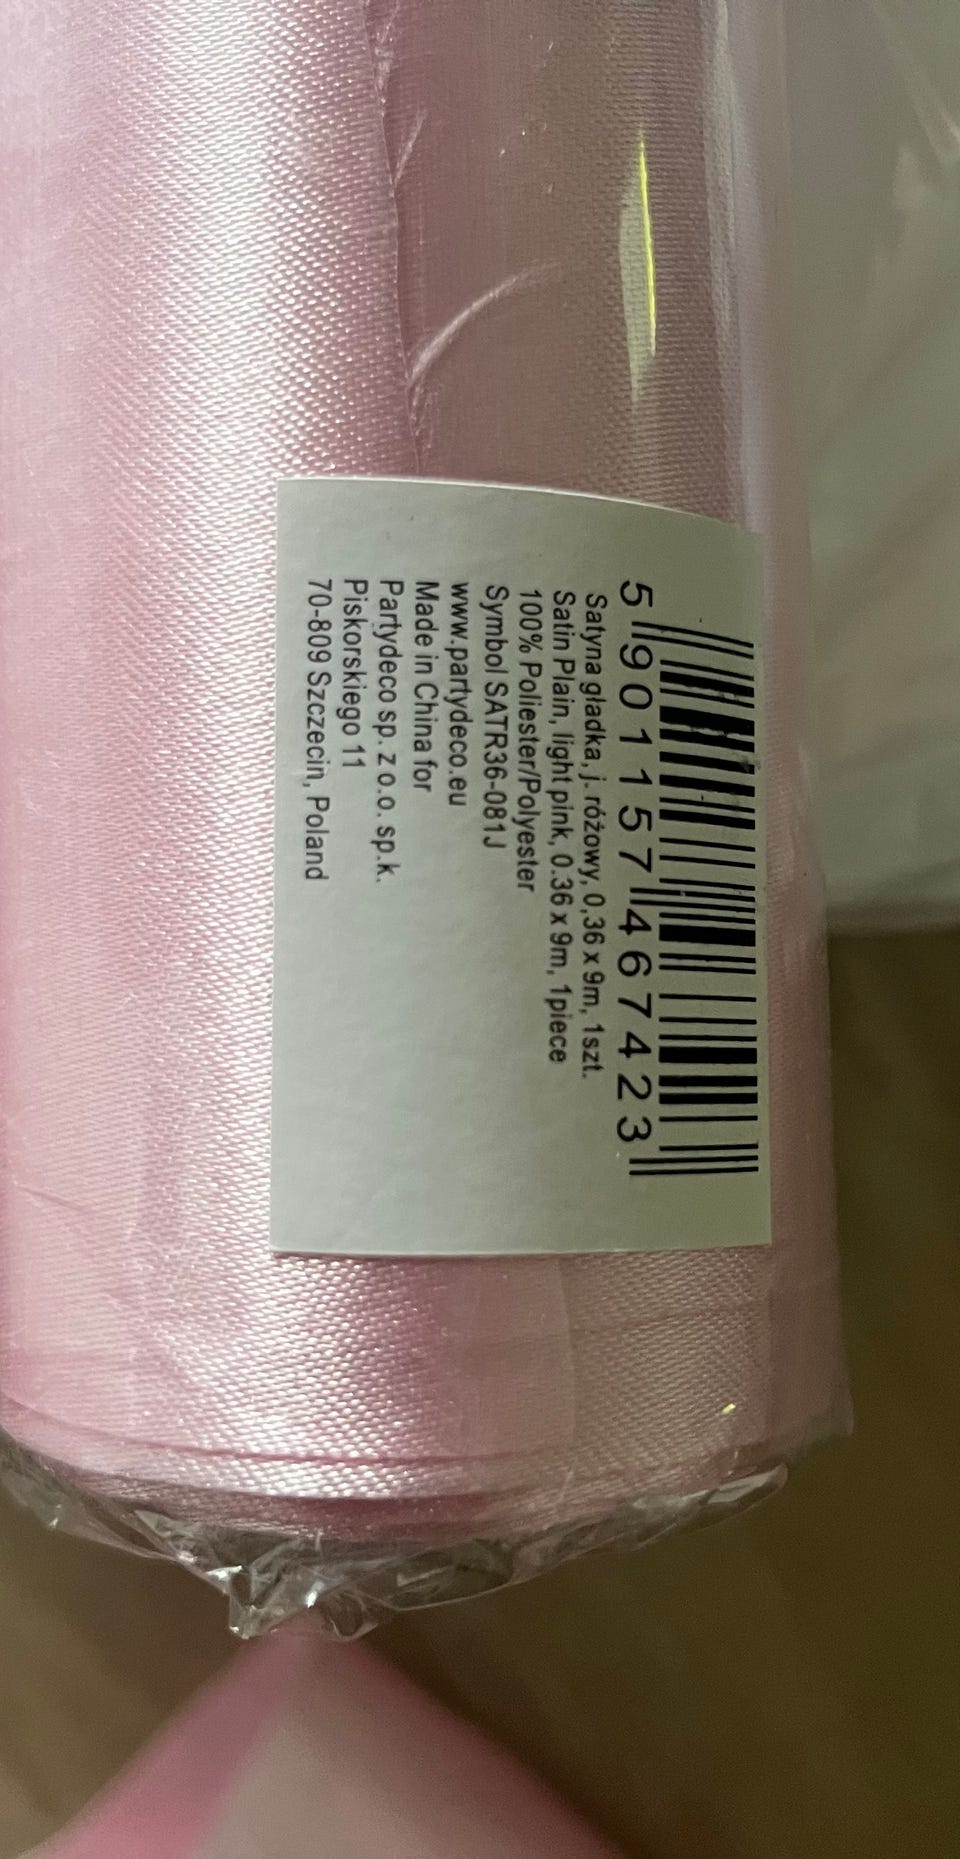 5 901157 467423
Satyna gładka, j. różowy, 0,36 x 9m, 1szt.
Satin Plain, light pink, 0.36 x 9m, 1piece
100% Poliester/Polyester
Symbol SATR36-081J
www.partydeco.eu
Made in China for
Partydeco sp. z o.o. sp.k.
Piskorskiego 11
70-809 Szczecin, Poland